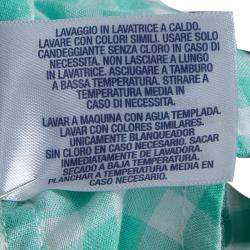 LAVAGGIO IN LAVATRICE A CALDO.
LAVARE CON COLORI SIMILI. USARE SOLO
CANDEGGIANTE SENZA CLORO IN CASO DI
NECESSITA. NON LASCIARE A LUNGO
IN LAVATRICE. ASCIUGARE A TAMBURO
A BASSA TEMPERATURA. STIRARE A
TEMPERATURA MEDIA IN CASO DI
NECESSITA.
LAVAR A MAQUINA CON AGUA TEMPLADA.
LAVAR CON COLORES SIMILARES.
UNICAMENTE BLANQUEADOR
SIN CLORO EN CASO NECESARIO. SACAR
INMEDIATAMENTE DE LAVADORA.
SECADO A BAJA TEMPERATURA.
PLANCHAR A TEMPERATURA MEDIA EN
CASO NECESARIO.